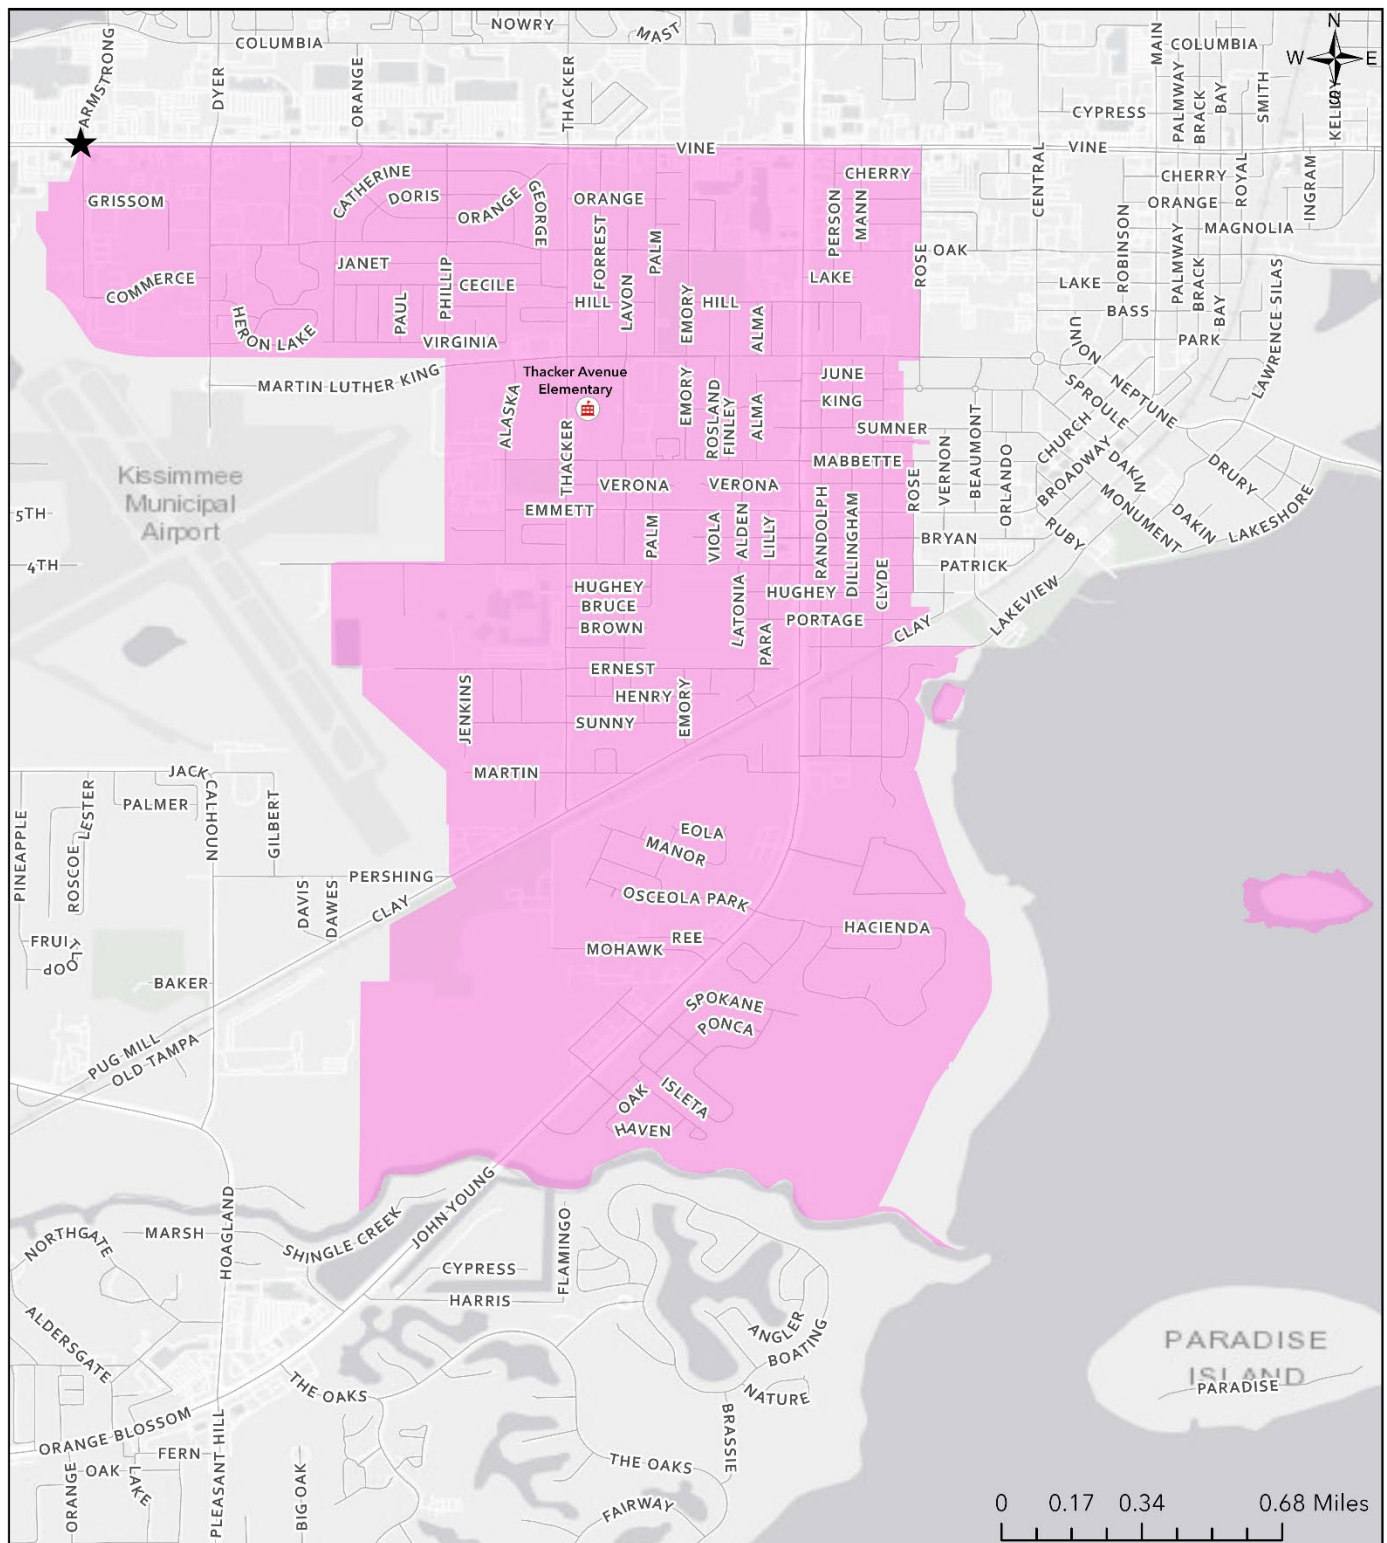 NOWRY
MAST
COLUMBIA
ARMSTRONG
DYER
ORANGE
THACKER
MAIN
COLUMBIA
N
W
E
S
PALMWAY
BRACK
BAY
SMITH
KELLEY
CYPRESS
VINE
VINE
GRISSOM
CATHERINE
DORIS
ORANGE
GEORGE
ORANGE
CHERRY
CENTRAL
CHERRY
ORANGE
ROYAL
INGRAM
MAGNOLIA
FORREST
PALM
PERSON
MANN
ROSE
OAK
ROBINSON
PALMWAY
BRACK
BAY
JANET
PHILLIP
CECILE
LAKE
LAKE
COMMERCE
PAUL
HILL
LAVON
EMORY
HILL
ALMA
BASS
LAWRENCE SILAS
HERON LAKE
VIRGINIA
UNION
PARK
MARTIN LUTHER KING
Thacker Avenue
Elementary
JUNE
KING
SPROULE
NEPTUNE
ALASKA
EMORY
ROSLAND
FINLEY
ALMA
SUMNER
CHURCH
BROADWAY
DAKIN
THACKER
MABBETTE
VERNON
BEAUMONT
ORLANDO
DRURY
Kissimmee
Municipal
Airport
VERONA
VERONA
ROSE
MONUMENT
DAKIN
LAKESHORE
5TH
EMMETT
PALM
VIOLA
ALDEN
LILLY
RANDOLPH
DILLINGHAM
BRYAN
RUBY
4TH
PATRICK
HUGHEY
BRUCE
BROWN
LATONIA
HUGHEY
CLYDE
PORTAGE
PARA
CLAY
LAKEVIEW
ERNEST
JENKINS
HENRY
EMORY
SUNNY
MARTIN
JACK
PALMER
LESTER
CALHOUN
GILBERT
PINEAPPLE
ROSCOE
EOLA
MANOR
PERSHING
DAVIS
DAWES
CLAY
OSCEOLA PARK
HACIENDA
FRUIT
LOOP
REE
MOHAWK
BAKER
SPOKANE
PONCA
PUG MILL
OLD TAMPA
OAK
ISLETA
HAVEN
HOAGLAND
JOHN YOUNG
NORTHGATE
MARSH
SHINGLE CREEK
FLAMINGO
CYPRESS
HARRIS
ALDERSGATE
ANGLER
BOATING
PARADISE
ISLAND
PARADISE
THE OAKS
NATURE
BRASSIE
ORANGE BLOSSOM
PLEASANT HILL
FERN
OAK
LAKE
ORANGE
BIG OAK
THE OAKS
FAIRWAY
0 0.17 0.34 0.68 Miles